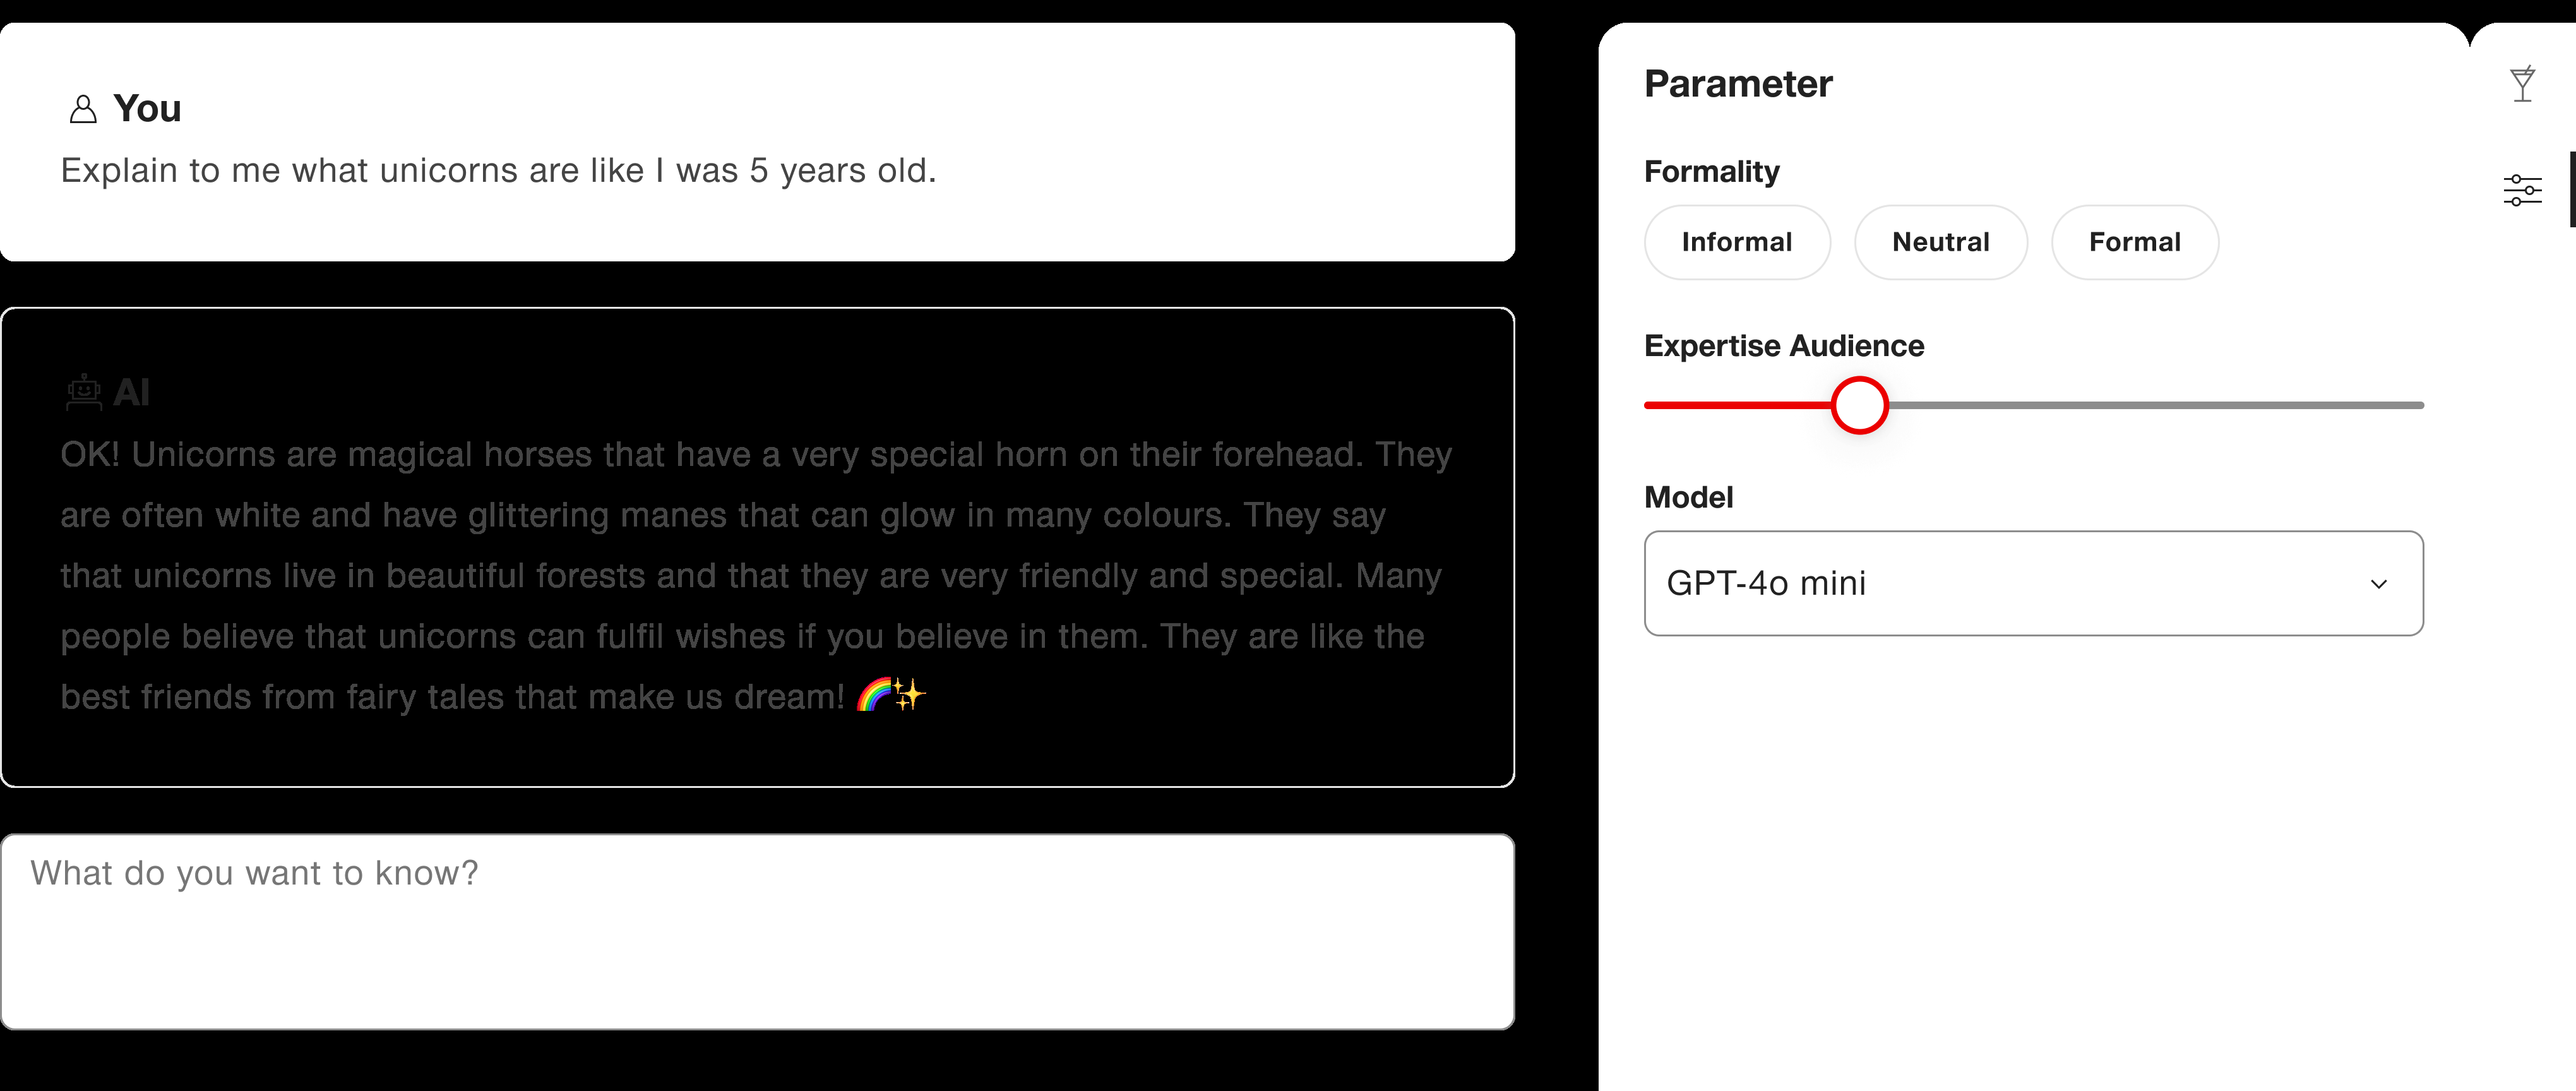 You
Explain to me what unicorns are like I was 5 years old.
AI
OK! Unicorns are magical horses that have a very special horn on their forehead. They
are often white and have glittering manes that can glow in many colours. They say
that unicorns live in beautiful forests and that they are very friendly and special. Many
people believe that unicorns can fulfil wishes if you believe in them. They are like the
best friends from fairy tales that make us dream! 🌈✨
What do you want to know?
Parameter
Formality
Informal
Neutral
Formal
Expertise Audience
Model
GPT-4o mini